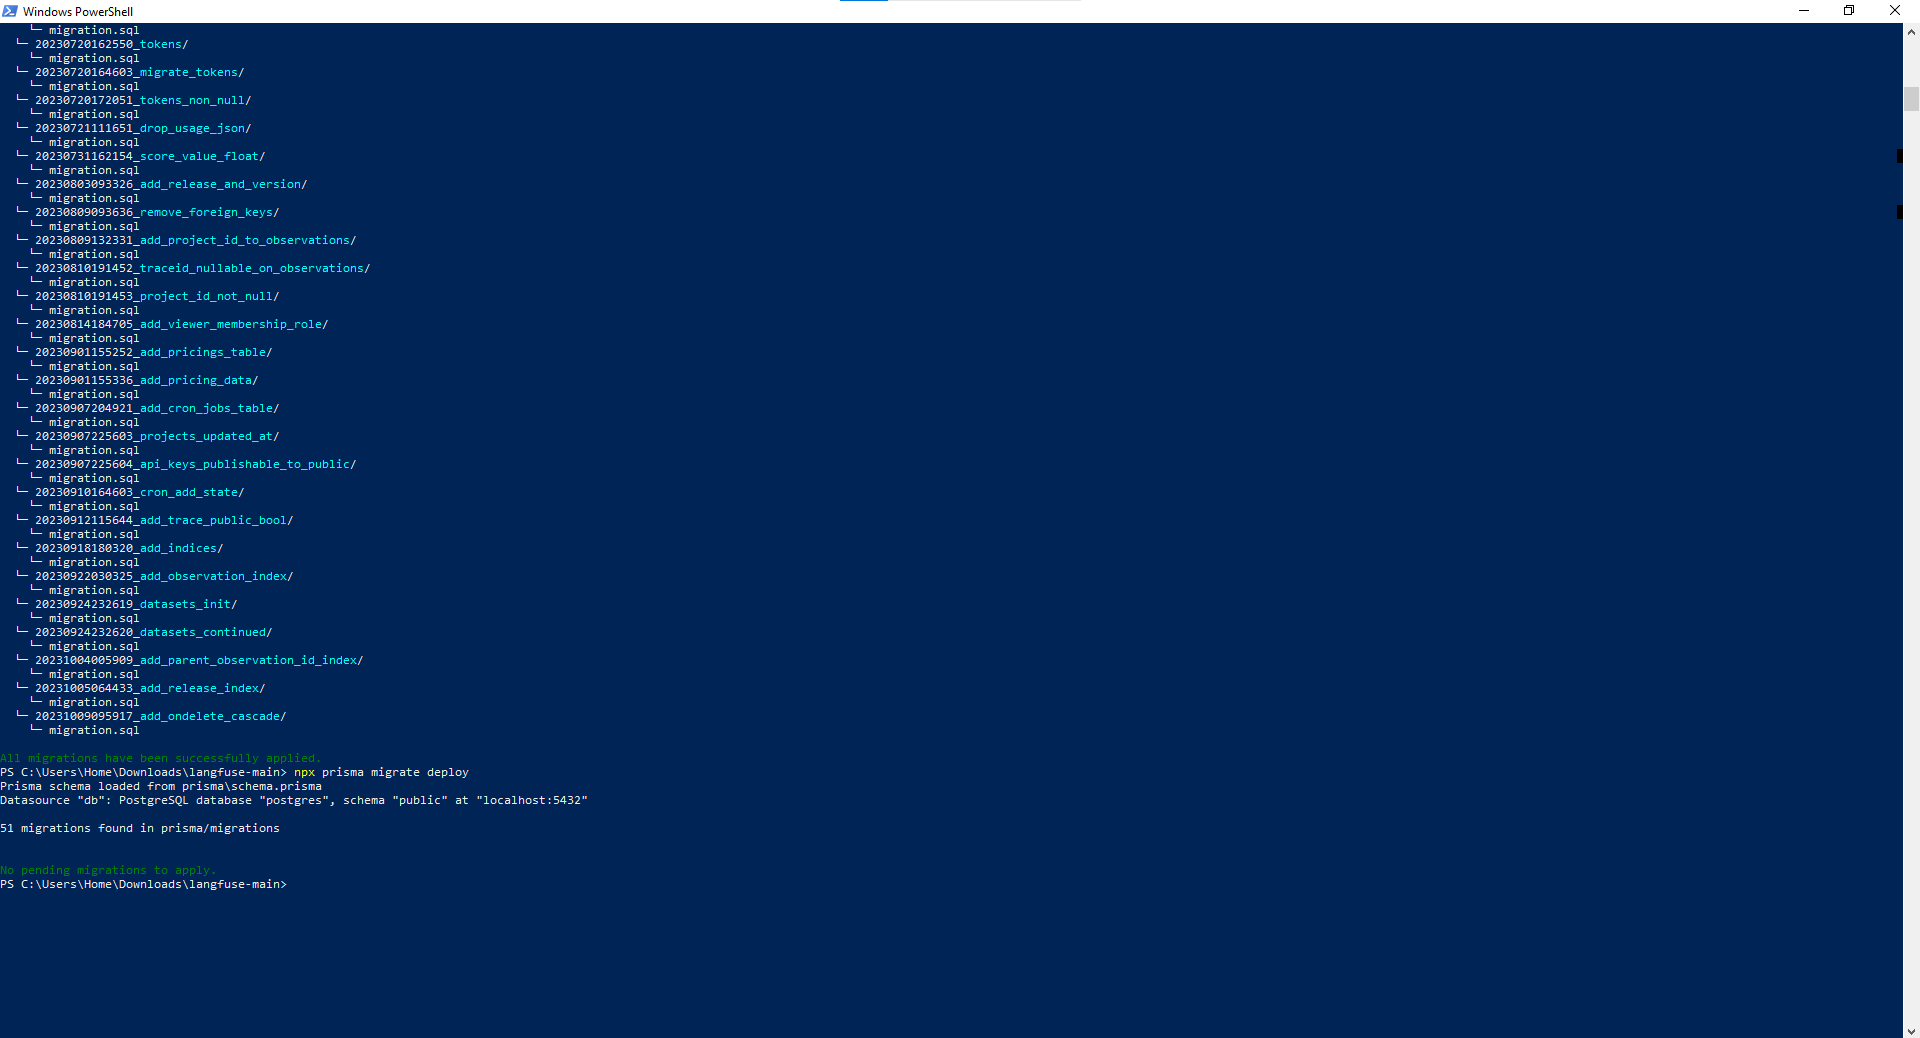 Windows PowerShell
└─ migration.sql
└─ 20230720162550_tokens/
└─ migration.sql
└─ 20230720164603_migrate_tokens/
└─ migration.sql
└─ 20230720172051_tokens_non_null/
└─ migration.sql
└─ 20230721111651_drop_usage_json/
└─ migration.sql
└─ 20230731162154_score_value_float/
└─ migration.sql
└─ 20230803093326_add_release_and_version/
└─ migration.sql
└─ 20230809093636_remove_foreign_keys/
└─ migration.sql
└─ 20230809132331_add_project_id_to_observations/
└─ migration.sql
└─ 20230810191452_traceid_nullable_on_observations/
└─ migration.sql
└─ 20230810191453_project_id_not_null/
└─ migration.sql
└─ 20230814184705_add_viewer_membership_role/
└─ migration.sql
└─ 20230901155252_add_pricings_table/
└─ migration.sql
└─ 20230901155336_add_pricing_data/
└─ migration.sql
└─ 20230907204921_add_cron_jobs_table/
└─ migration.sql
└─ 20230907225603_projects_updated_at/
└─ migration.sql
└─ 20230907225604_api_keys_publishable_to_public/
└─ migration.sql
└─ 20230910164603_cron_add_state/
└─ migration.sql
└─ 20230912115644_add_trace_public_bool/
└─ migration.sql
└─ 20230918180320_add_indices/
└─ migration.sql
└─ 20230922030325_add_observation_index/
└─ migration.sql
└─ 20230924232619_datasets_init/
└─ migration.sql
└─ 20230924232620_datasets_continued/
└─ migration.sql
└─ 20231004005909_add_parent_observation_id_index/
└─ migration.sql
└─ 20231005064433_add_release_index/
└─ migration.sql
└─ 20231009095917_add_ondelete_cascade/
└─ migration.sql
All migrations have been successfully applied.
PS C:\Users\Home\Downloads\langfuse-main> npx prisma migrate deploy
Prisma schema loaded from prisma\schema.prisma
Datasource "db": PostgreSQL database "postgres", schema "public" at "localhost:5432"
51 migrations found in prisma/migrations
No pending migrations to apply.
PS C:\Users\Home\Downloads\langfuse-main>